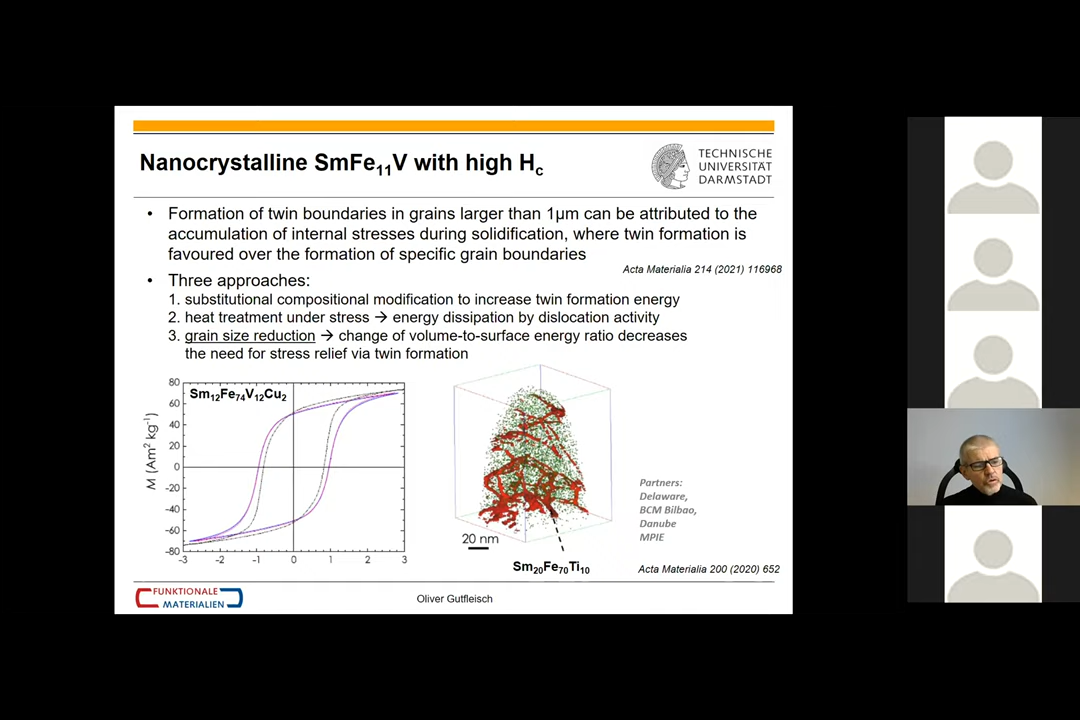 Nanocrystalline SmFe₁₁V with high Hc
TECHNISCHE
UNIVERSITÄT
DARMSTADT
• Formation of twin boundaries in grains larger than 1µm can be attributed to the
accumulation of internal stresses during solidification, where twin formation is
favoured over the formation of specific grain boundaries
Acta Materialia 214 (2021) 116968
• Three approaches:
1. substitutional compositional modification to increase twin formation energy
2. heat treatment under stress → energy dissipation by dislocation activity
3. grain size reduction → change of volume-to-surface energy ratio decreases
the need for stress relief via twin formation
Sm₁₂Fe₇₄V₁₂Cu₂
M (Am² kg⁻¹)
80
60
40
20
0
-20
-40
-60
-80
-3 -2 -1 0 1 2 3
20 nm
Sm₂₀Fe₇₀Ti₁₀
Partners:
Delaware,
BCM Bilbao,
Danube
MPIE
Acta Materialia 200 (2020) 652
FUNKTIONALE
MATERIALIEN
Oliver Gutfleisch